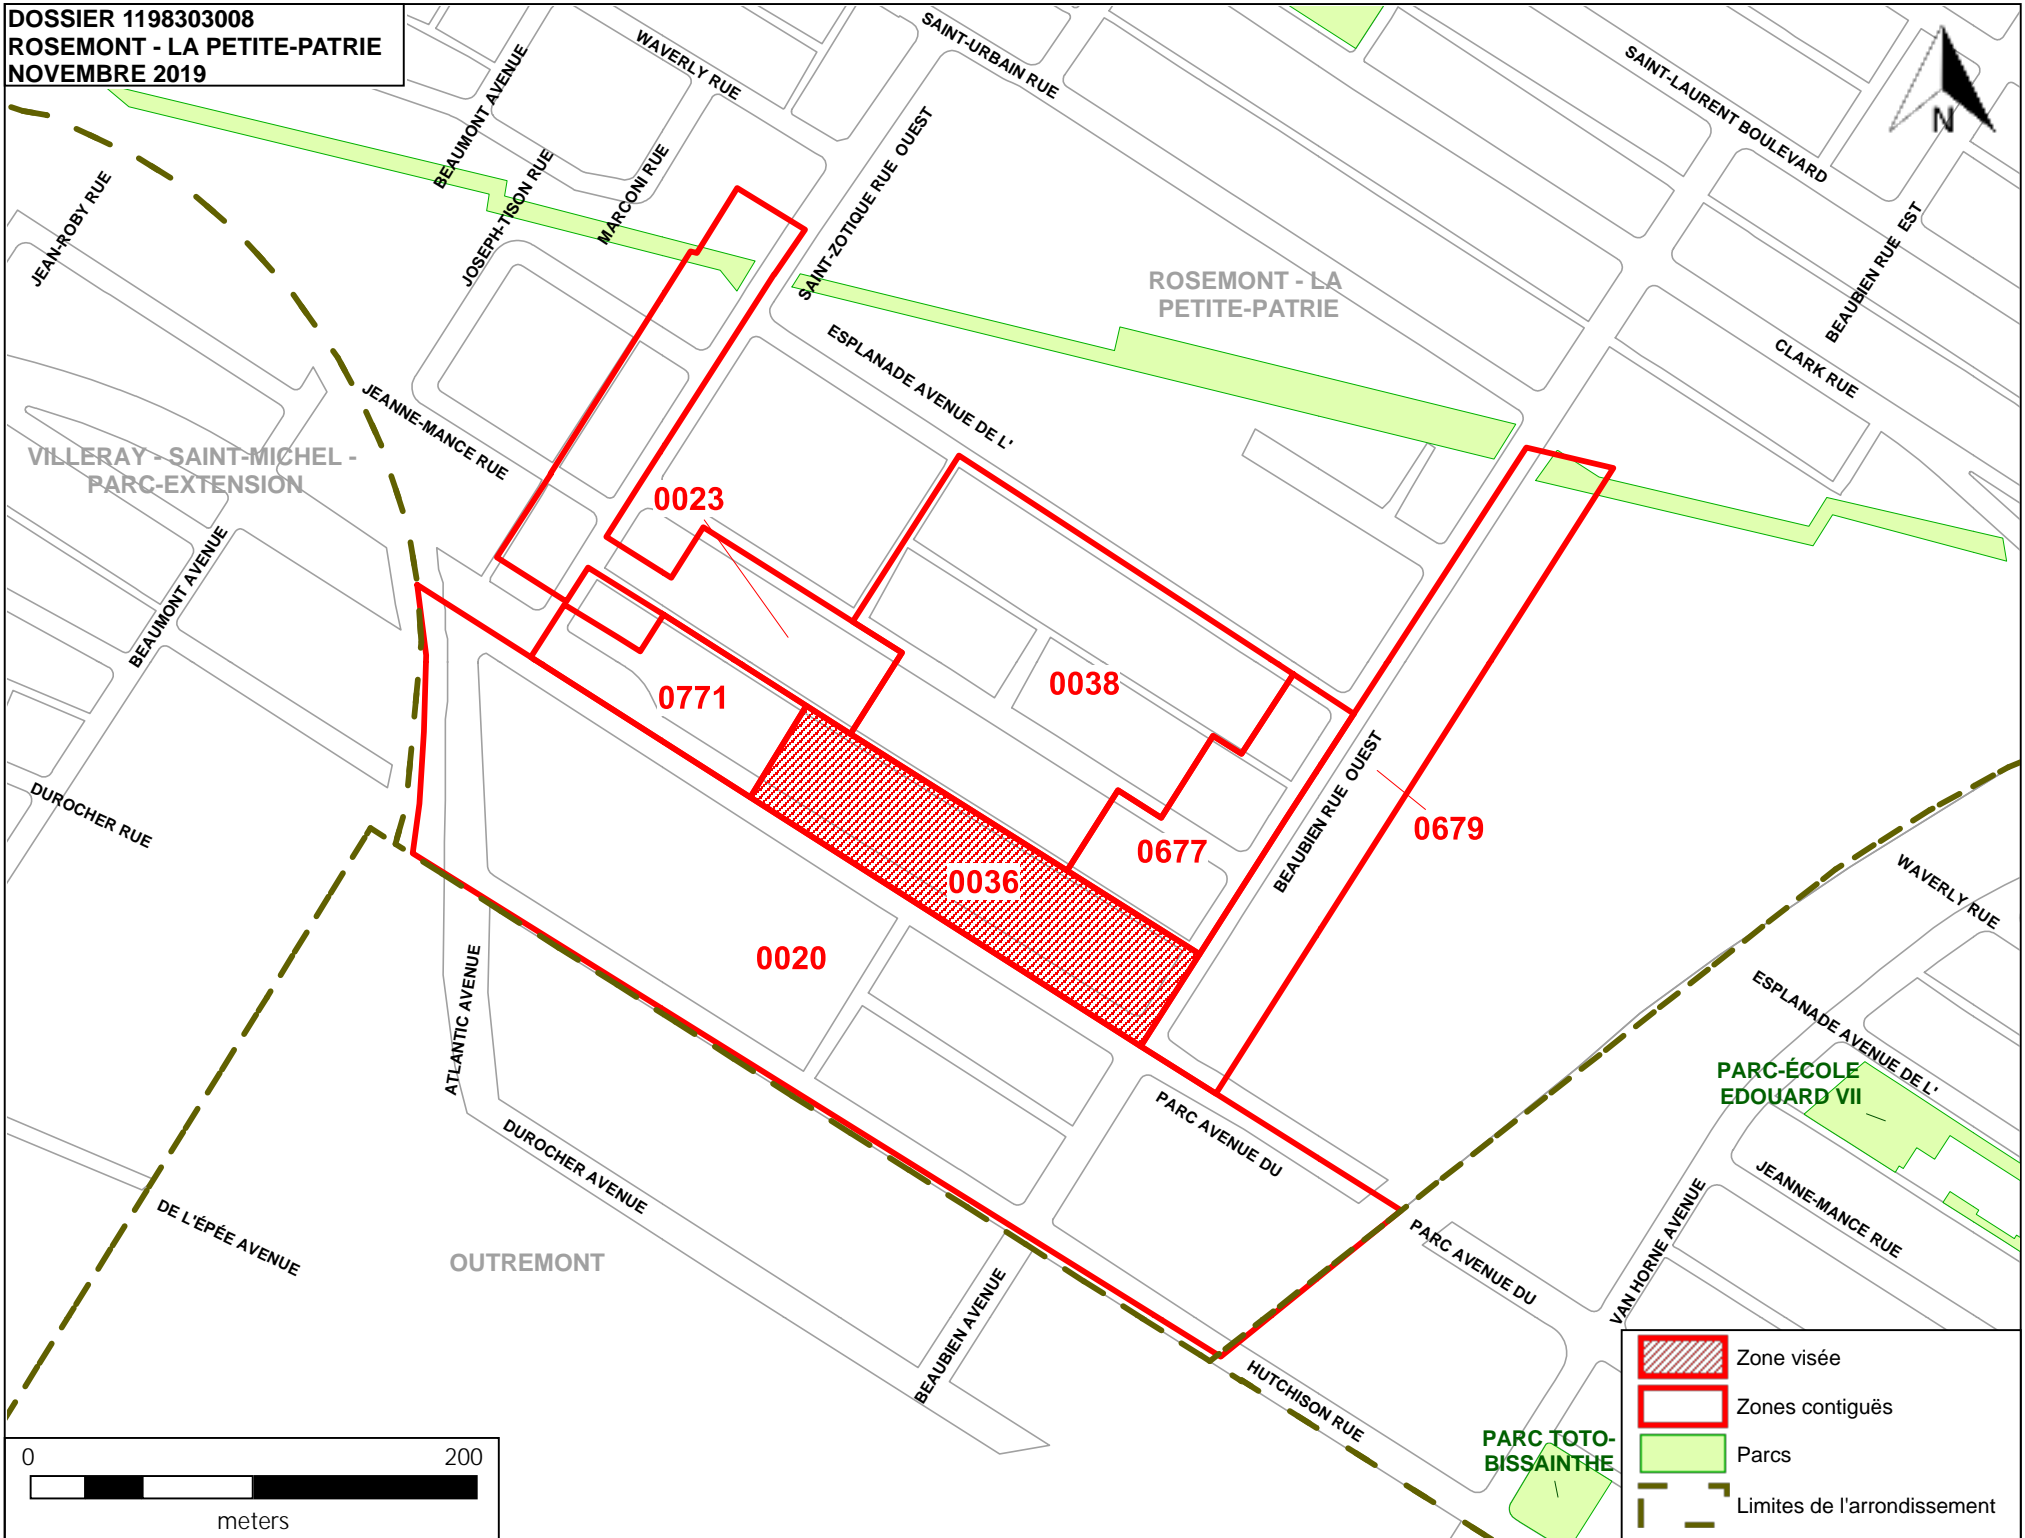 DOSSIER 1198303008
ROSEMONT - LA PETITE-PATRIE
NOVEMBRE 2019
BEAUMONT AVENUE
WAVERLY RUE
SAINT-URBAIN RUE
SAINT-LAURENT BOULEVARD
N
JEAN-ROBY RUE
JOSEPH-TISON RUE
MARCONI RUE
SAINT-ZOTIQUE RUE OUEST
BEAUBIEN RUE EST
ROSEMONT - LA
PETITE-PATRIE
ESPLANADE AVENUE DE L'
CLARK RUE
JEANNE-MANCE RUE
VILLERAY - SAINT-MICHEL -
PARC-EXTENSION
0023
BEAUMONT AVENUE
0771
0038
DUROCHER RUE
BEAUBIEN RUE OUEST
0679
0677
0036
WAVERLY RUE
0020
ATLANTIC AVENUE
ESPLANADE AVENUE DE L'
PARC-ÉCOLE
EDOUARD VII
PARC AVENUE DU
DUROCHER AVENUE
JEANNE-MANCE RUE
DE L'ÉPÉE AVENUE
OUTREMONT
PARC AVENUE DU
VAN HORNE AVENUE
BEAUBIEN AVENUE
HUTCHISON RUE
PARC TOTO-
BISSAINTHE
Zone visée
Zones contiguës
Parcs
Limites de l'arrondissement
0 200
meters